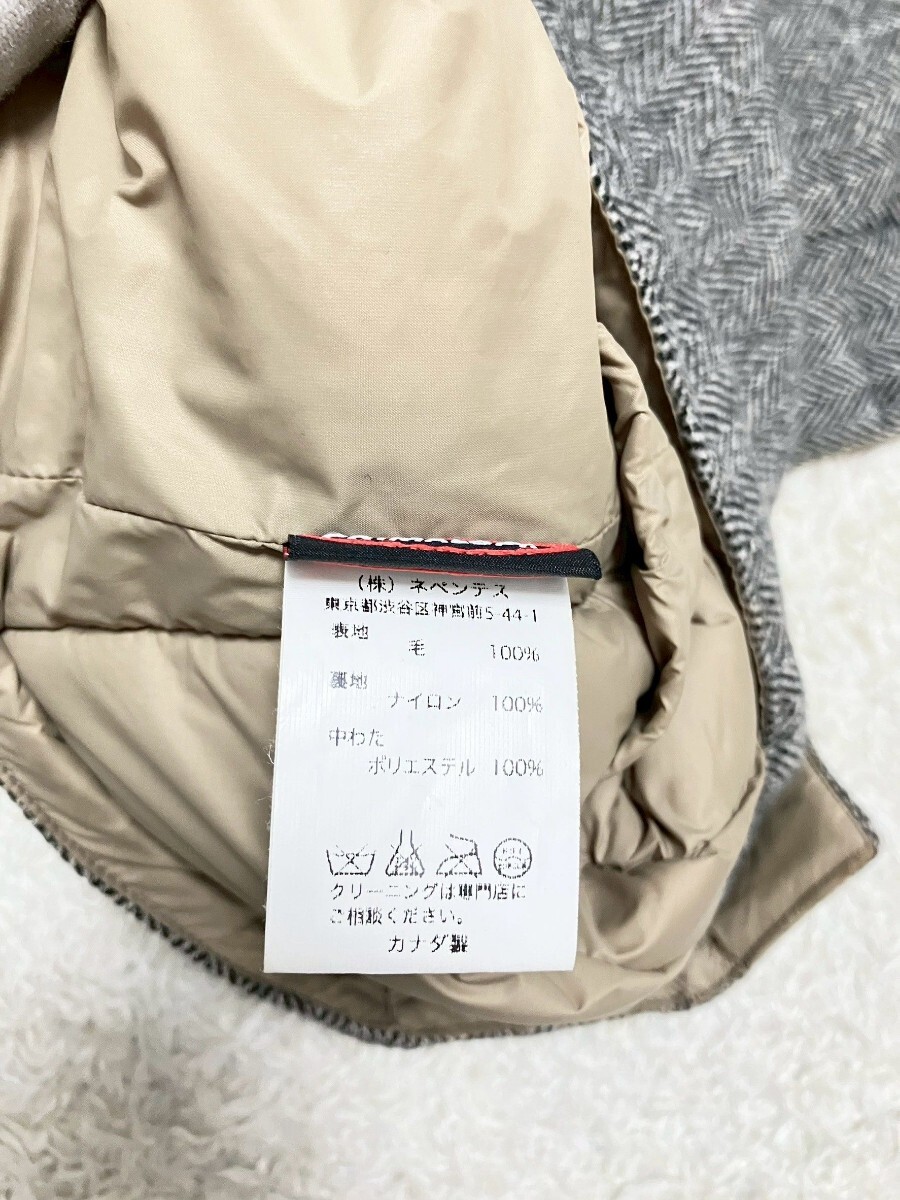 (株) ネペンテス
東京都渋谷区神宮前5-44-1
表地
毛 100%
裏地
ナイロン 100%
中わた
ポリエステル 100%
クリーニングは専門店に
ご相談ください。
カナダ製